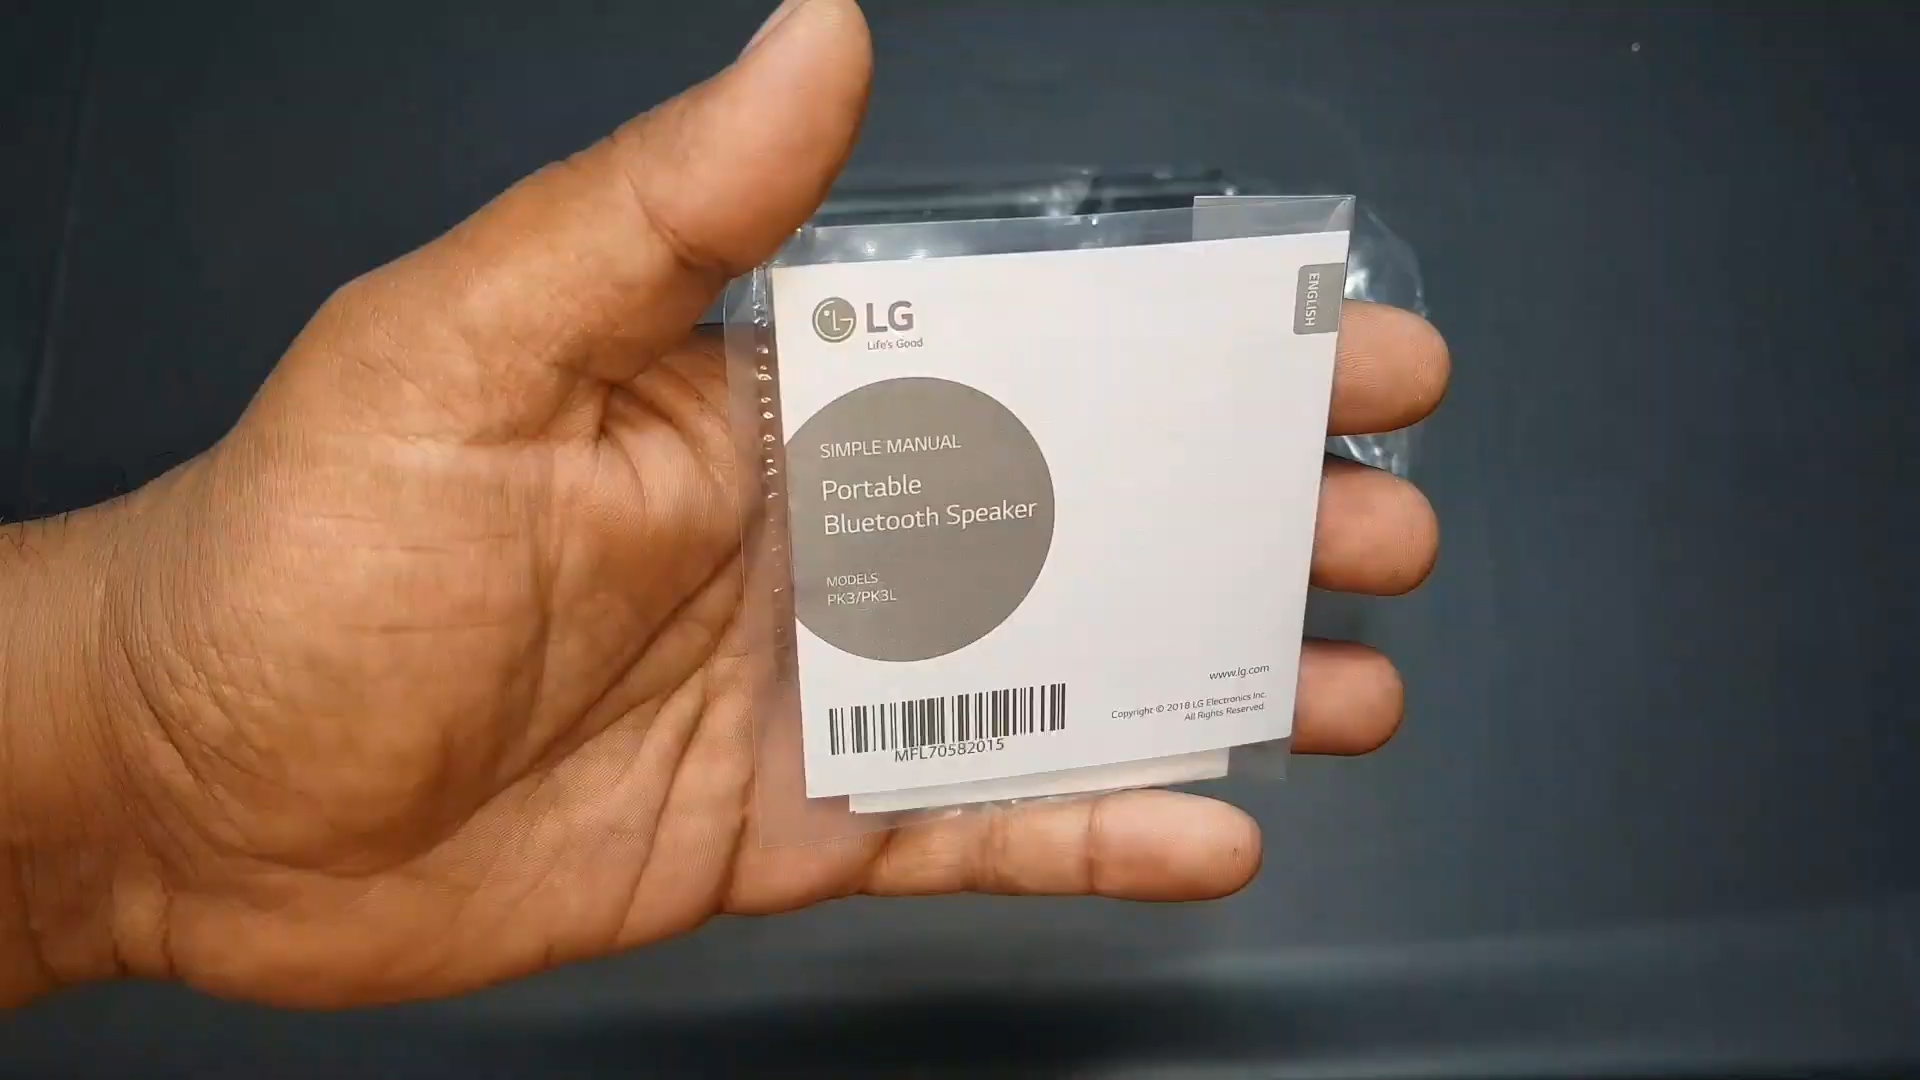 LG
Life's Good
ENGLISH
SIMPLE MANUAL
Portable
Bluetooth Speaker
MODELS
PK3/PK3L
www.lg.com
Copyright © 2018 LG Electronics Inc.
All Rights Reserved.
MFL70582015